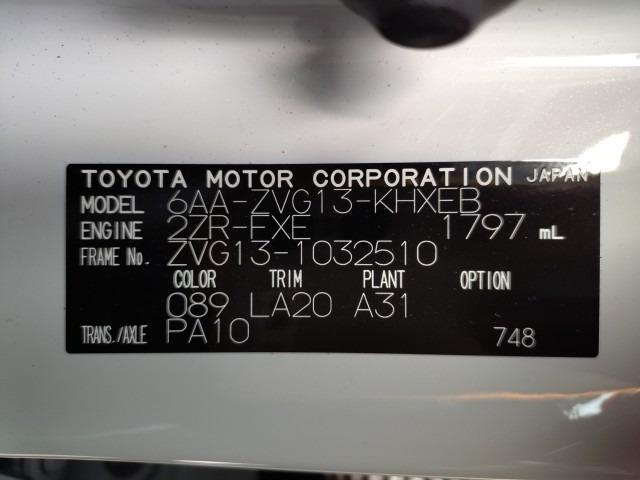 TOYOTA MOTOR CORPORATION JAPAN
MODEL 6AA-ZVG13-KHXEB
ENGINE 2ZR-EXE 1797 mL
FRAME No. ZVG13-1032510
COLOR TRIM PLANT OPTION
089 LA20 A31
TRANS./AXLE PA10 748